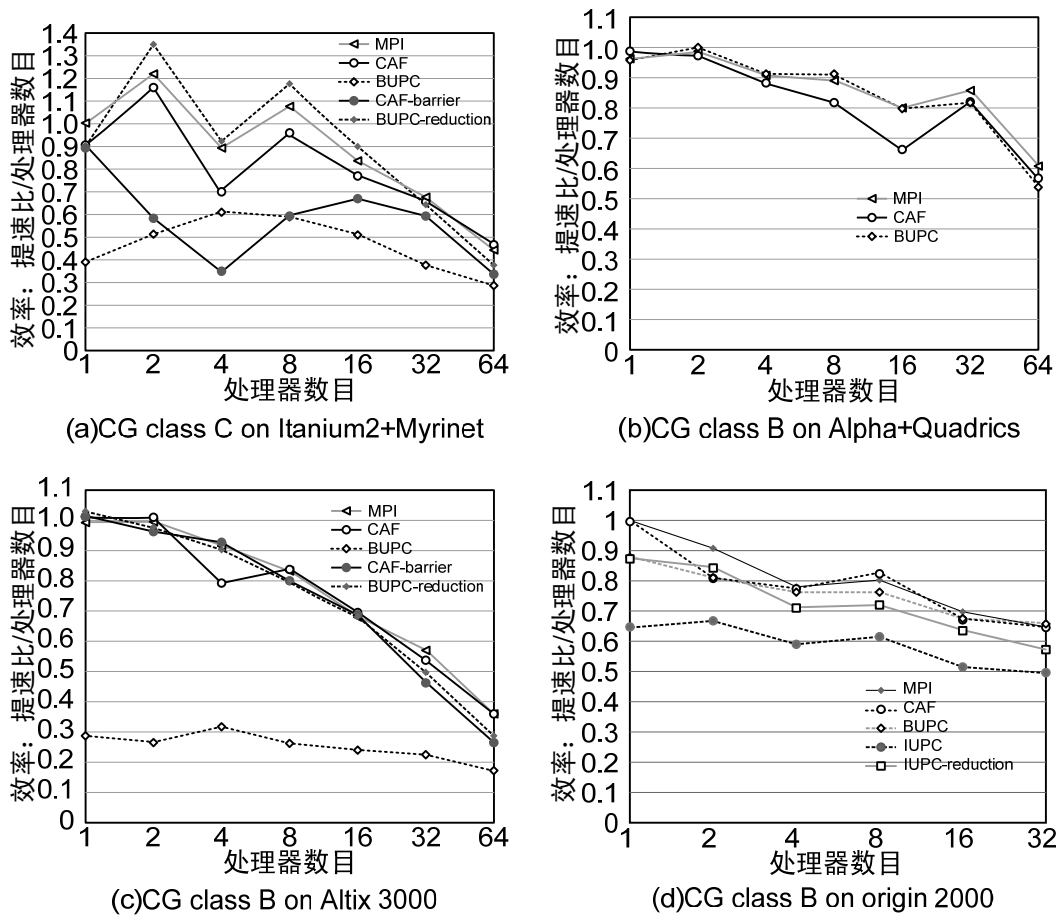 效率：提速比/处理器数目
1.4
1.3
1.2
1.1
1.0
0.9
0.8
0.7
0.6
0.5
0.4
0.3
0.2
0.1
0
1 2 4 8 16 32 64
处理器数目
MPI
CAF
BUPC
CAF-barrier
BUPC-reduction
(a)CG class C on Itanium2+Myrinet
效率：提速比/处理器数目
1.1
1.0
0.9
0.8
0.7
0.6
0.5
0.4
0.3
0.2
0.1
0
1 2 4 8 16 32 64
处理器数目
MPI
CAF
BUPC
(b)CG class B on Alpha+Quadrics
效率：提速比/处理器数目
1.1
1.0
0.9
0.8
0.7
0.6
0.5
0.4
0.3
0.2
0.1
0
1 2 4 8 16 32 64
处理器数目
MPI
CAF
BUPC
CAF-barrier
BUPC-reduction
(c)CG class B on Altix 3000
效率：提速比/处理器数目
1.1
1
0.9
0.8
0.7
0.6
0.5
0.4
0.3
0.2
0.1
0
1 2 4 8 16 32
处理器数目
MPI
CAF
BUPC
IUPC
IUPC-reduction
(d)CG class B on origin 2000